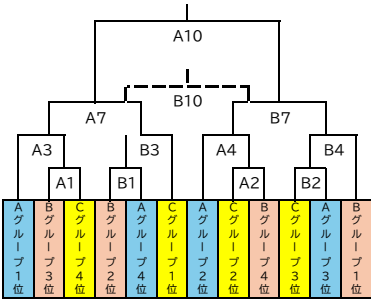 A10
B10
A7
B7
A3
B3
A4
B4
A1
B1
A2
B2
Aグループ1位
Bグループ3位
Cグループ4位
Bグループ2位
Aグループ4位
Cグループ1位
Aグループ2位
Cグループ2位
Bグループ4位
Cグループ3位
Aグループ3位
Bグループ1位